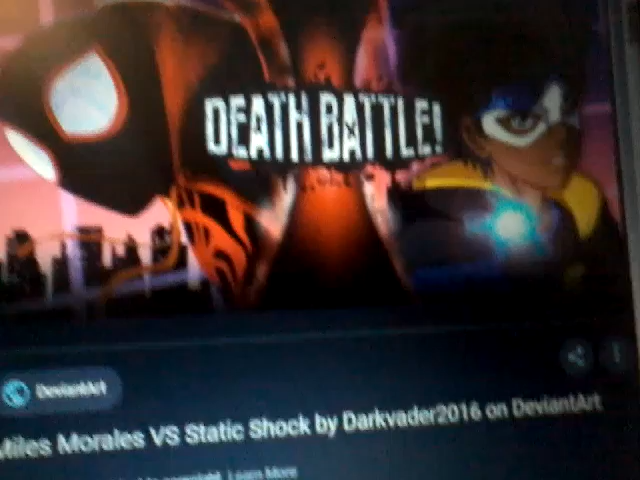 DEATH BATTLE!
DeviantArt
Miles Morales VS Static Shock by Darkvader2016 on DeviantArt
Learn More